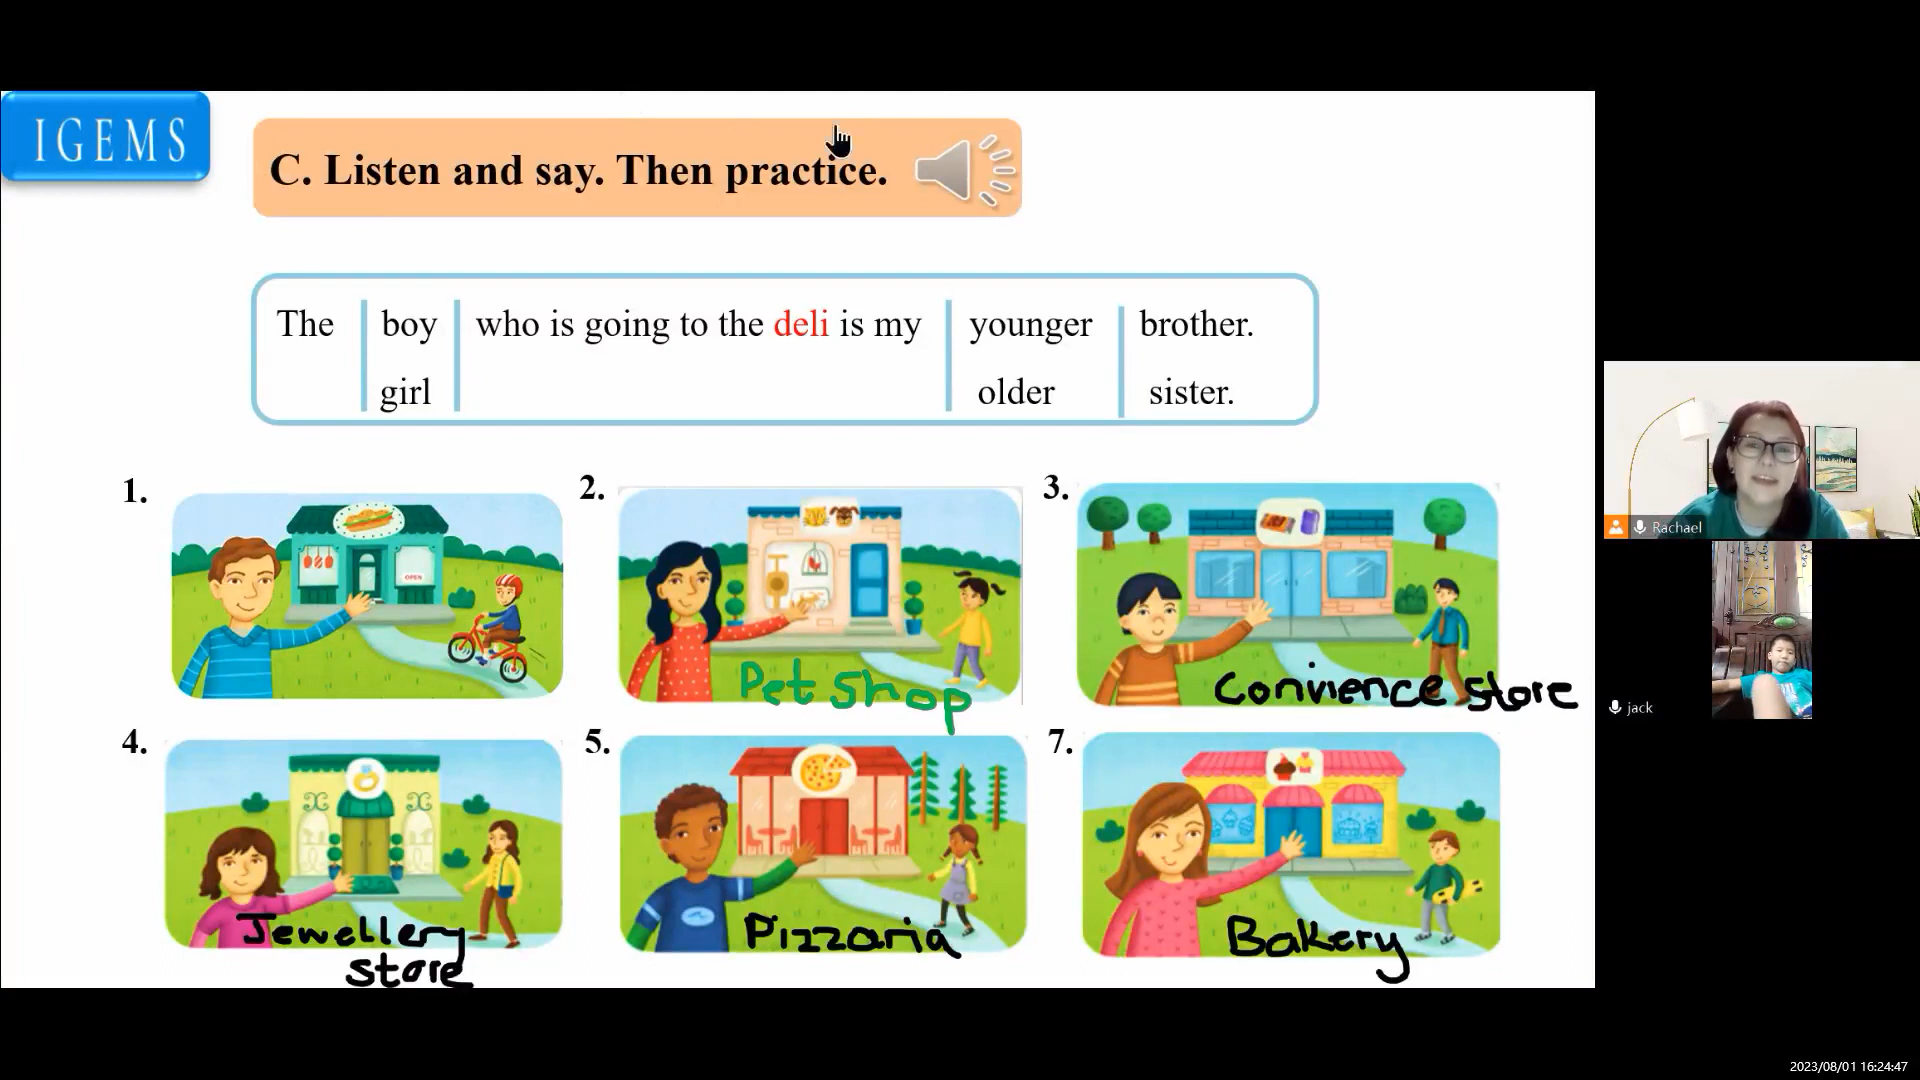 IGEMS
C. Listen and say. Then practice.
The boy who is going to the deli is my younger brother.
girl older sister.
1.
2.
3.
OPEN
Pet Shop
Convience store
4.
5.
7.
Jewellery
store
Pizzaria
Bakery
Rachael
jack
2023/08/01 16:24:47